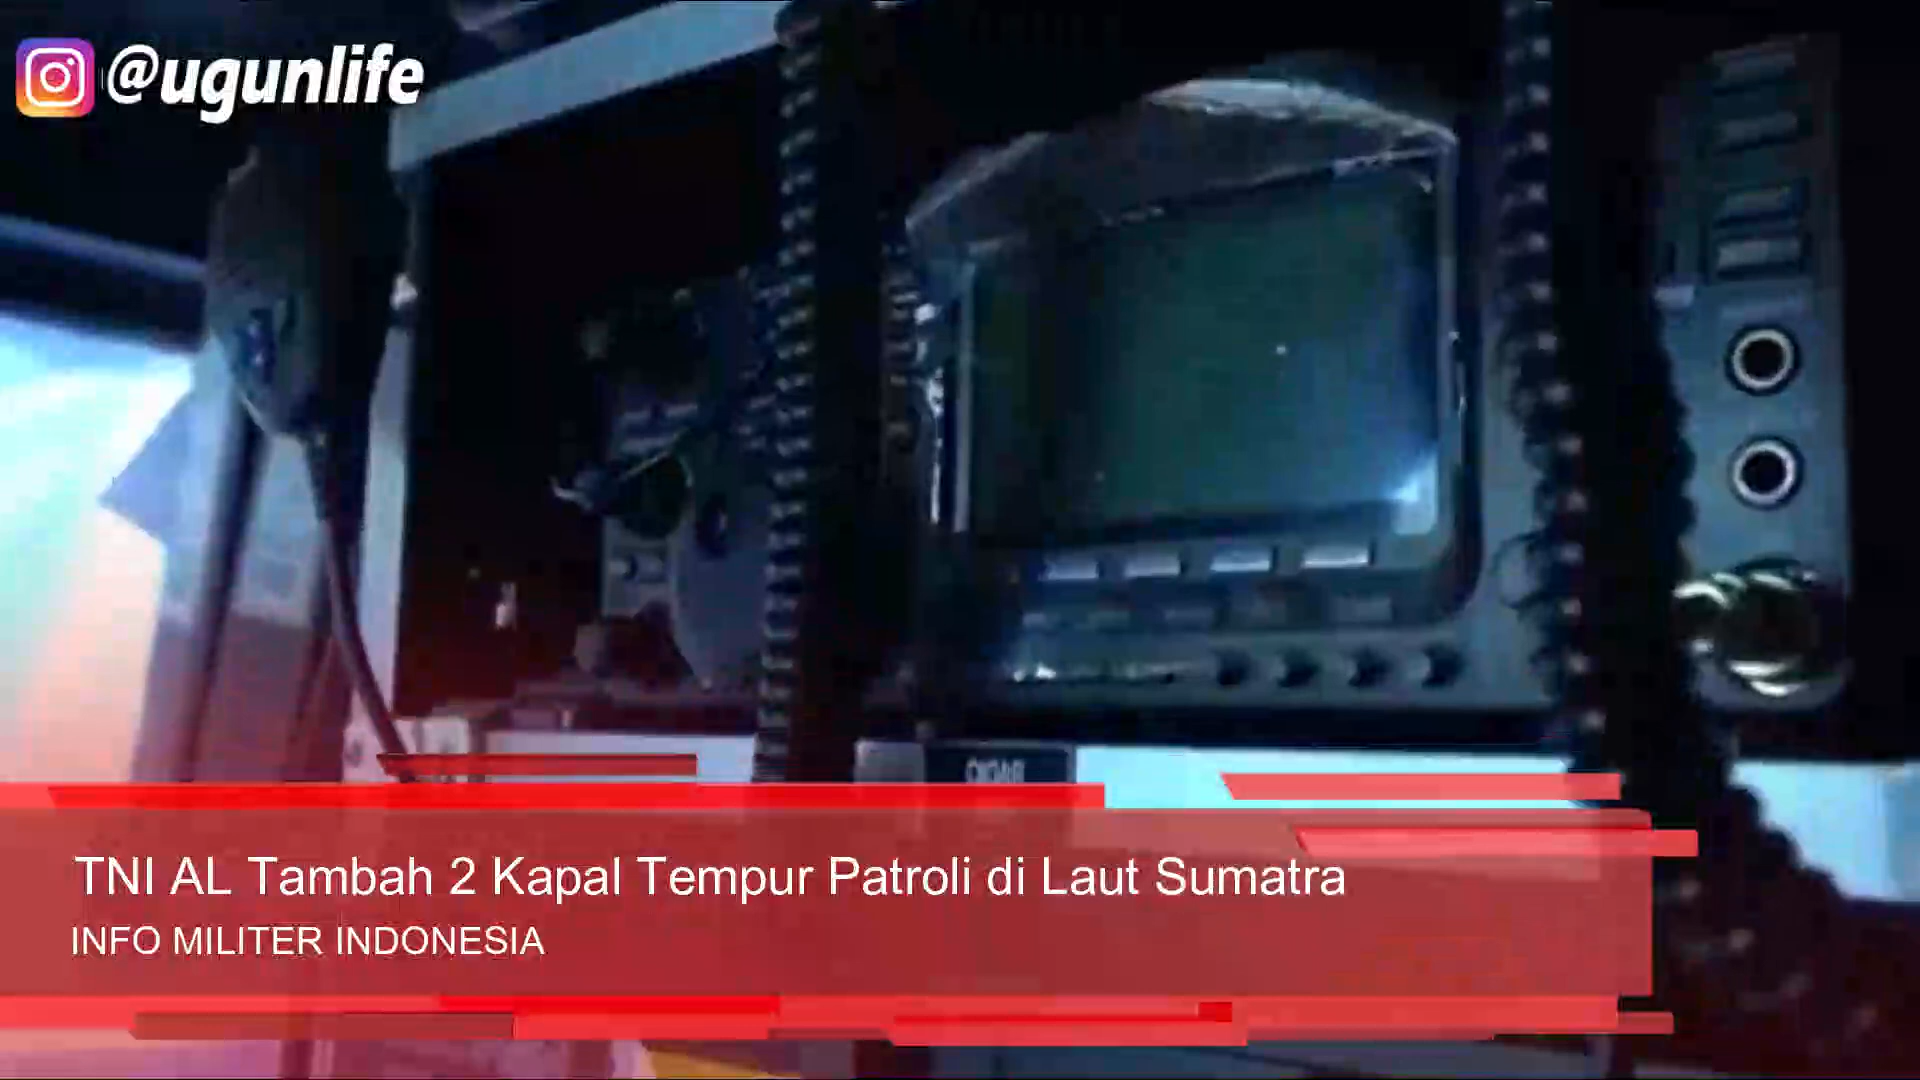 @ugunlife
TNI AL Tambah 2 Kapal Tempur Patroli di Laut Sumatra
INFO MILITER INDONESIA